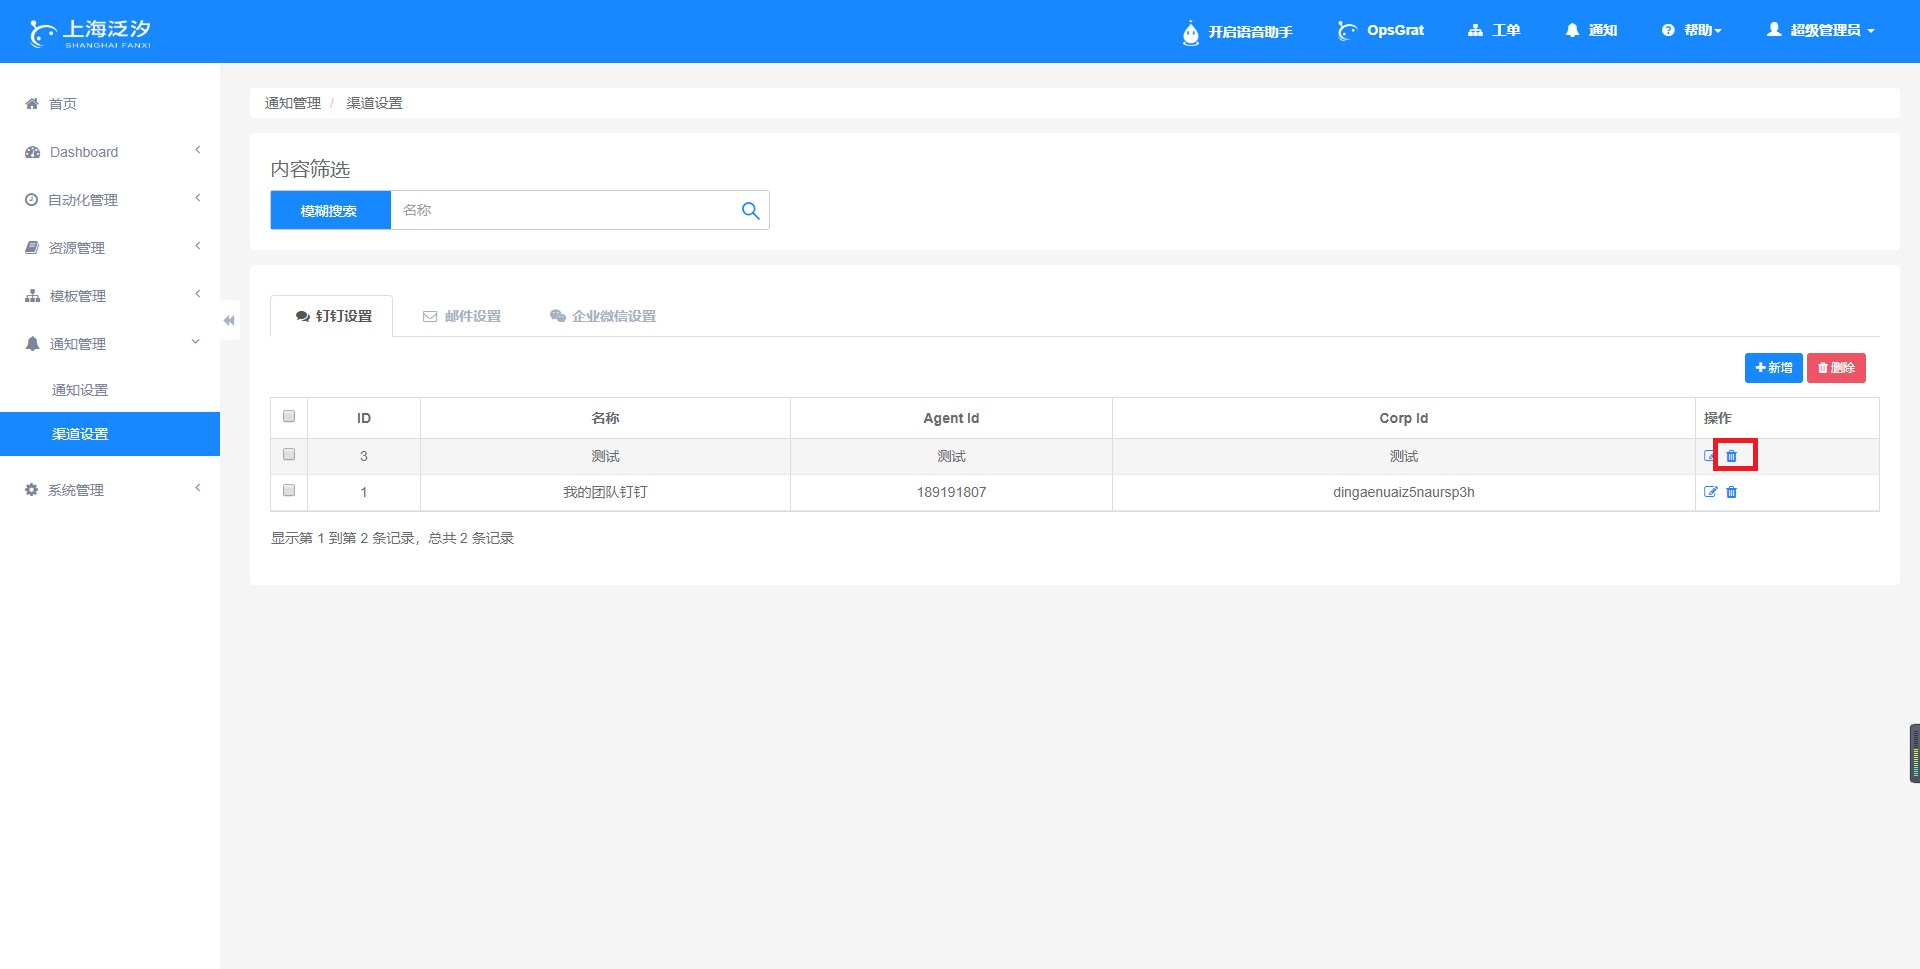 上海泛汐
SHANGHAI FANXI
开启语音助手 OpsGrat 工单 通知 帮助 超级管理员
首页
Dashboard
自动化管理
资源管理
模板管理
通知管理
通知设置
渠道设置
系统管理
通知管理 / 渠道设置
内容筛选
模糊搜索 名称
钉钉设置 邮件设置 企业微信设置
新增 删除
ID 名称 Agent Id Corp Id 操作
3 测试 测试 测试
1 我的团队钉钉 189191807 dingaenuaiz5naursp3h
显示第 1 到第 2 条记录，总共 2 条记录